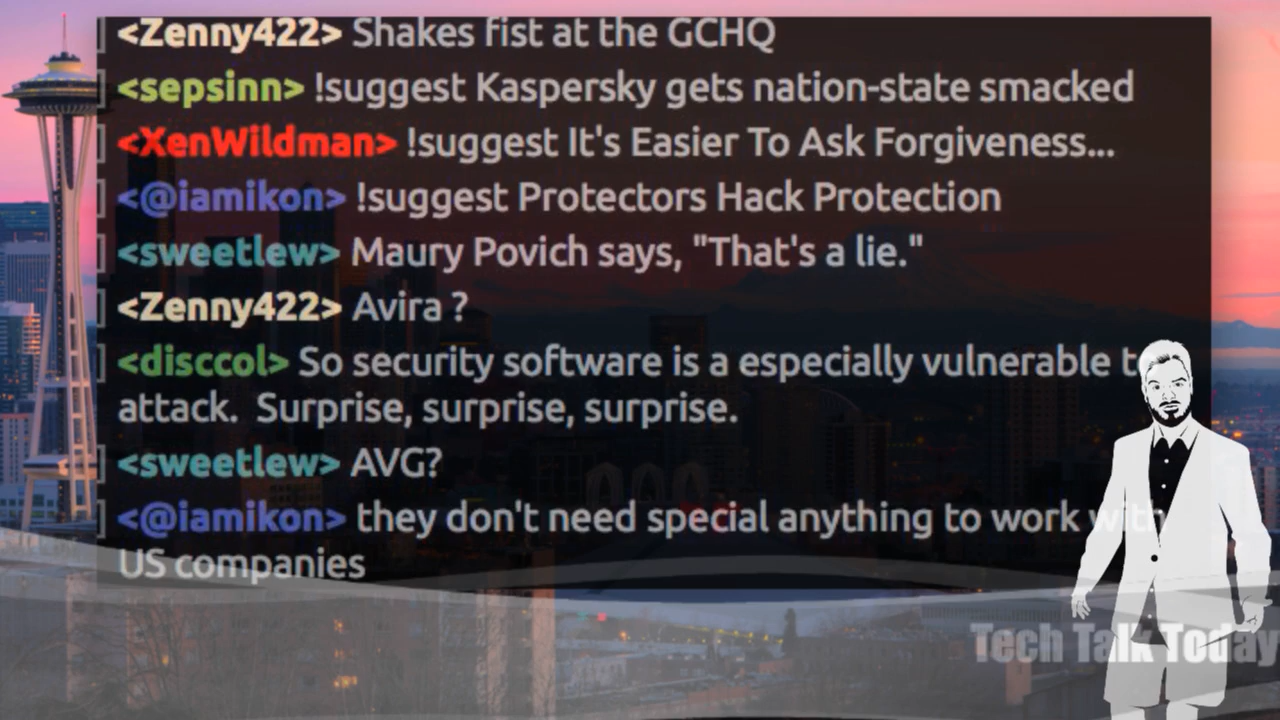 <Zenny422> Shakes fist at the GCHQ
<sepsinn> !suggest Kaspersky gets nation-state smacked
<XenWildman> !suggest It's Easier To Ask Forgiveness...
<@iamikon> !suggest Protectors Hack Protection
<sweetlew> Maury Povich says, "That's a lie."
<Zenny422> Avira ?
<disccol> So security software is a especially vulnerable to
attack.  Surprise, surprise, surprise.
<sweetlew> AVG?
<@iamikon> they don't need special anything to work with
US companies
Tech Talk Today